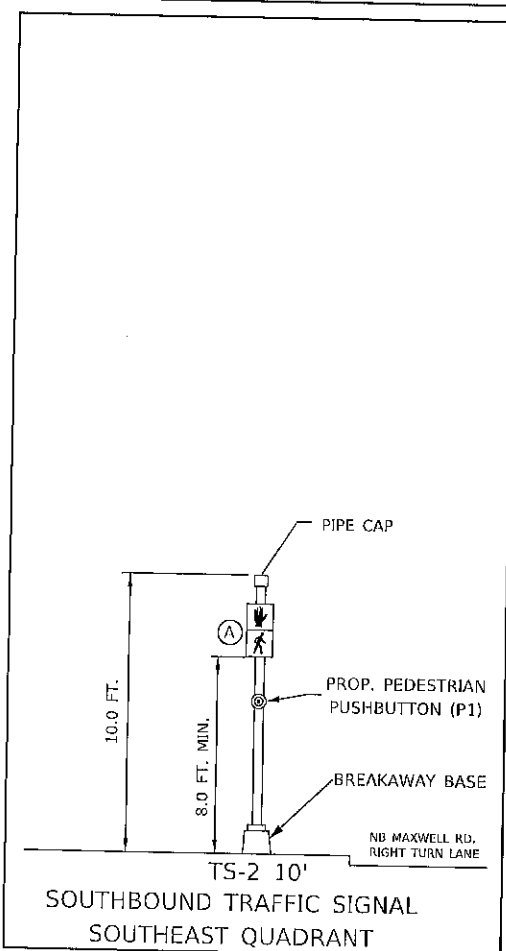 PIPE CAP
A
10.0 FT.
8.0 FT. MIN.
PROP. PEDESTRIAN
PUSHBUTTON (P1)
BREAKAWAY BASE
NB MAXWELL RD.
RIGHT TURN LANE
TS-2 10'
SOUTHBOUND TRAFFIC SIGNAL
SOUTHEAST QUADRANT